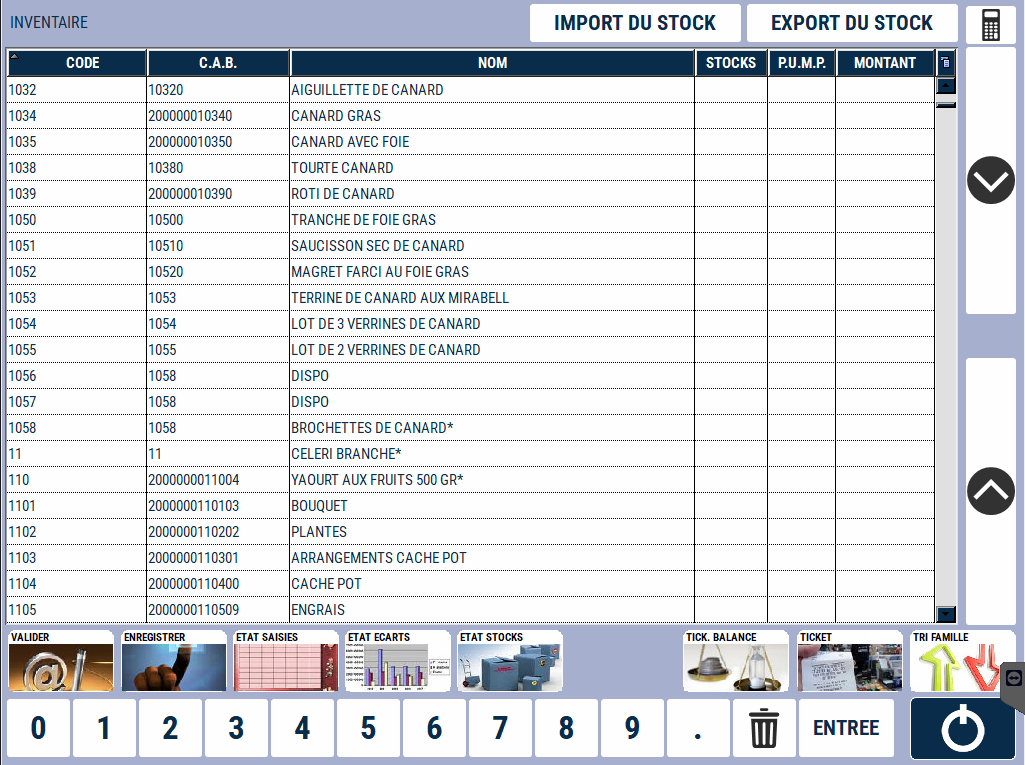 INVENTAIRE
IMPORT DU STOCK
EXPORT DU STOCK
CODE C.A.B. NOM STOCKS P.U.M.P. MONTANT
1032 10320 AIGUILLETTE DE CANARD
1034 200000010340 CANARD GRAS
1035 200000010350 CANARD AVEC FOIE
1038 10380 TOURTE CANARD
1039 200000010390 ROTI DE CANARD
1050 10500 TRANCHE DE FOIE GRAS
1051 10510 SAUCISSON SEC DE CANARD
1052 10520 MAGRET FARCI AU FOIE GRAS
1053 1053 TERRINE DE CANARD AUX MIRABELL
1054 1054 LOT DE 3 VERRINES DE CANARD
1055 1055 LOT DE 2 VERRINES DE CANARD
1056 1058 DISPO
1057 1058 DISPO
1058 1058 BROCHETTES DE CANARD*
11 11 CELERI BRANCHE*
110 2000000011004 YAOURT AUX FRUITS 500 GR*
1101 2000000110103 BOUQUET
1102 2000000110202 PLANTES
1103 2000000110301 ARRANGEMENTS CACHE POT
1104 2000000110400 CACHE POT
1105 2000000110509 ENGRAIS
VALIDER ENREGISTRER ETAT SAISIES ETAT ECARTS ETAT STOCKS TICK. BALANCE TICKET TRI FAMILLE
0 1 2 3 4 5 6 7 8 9 . ENTREE